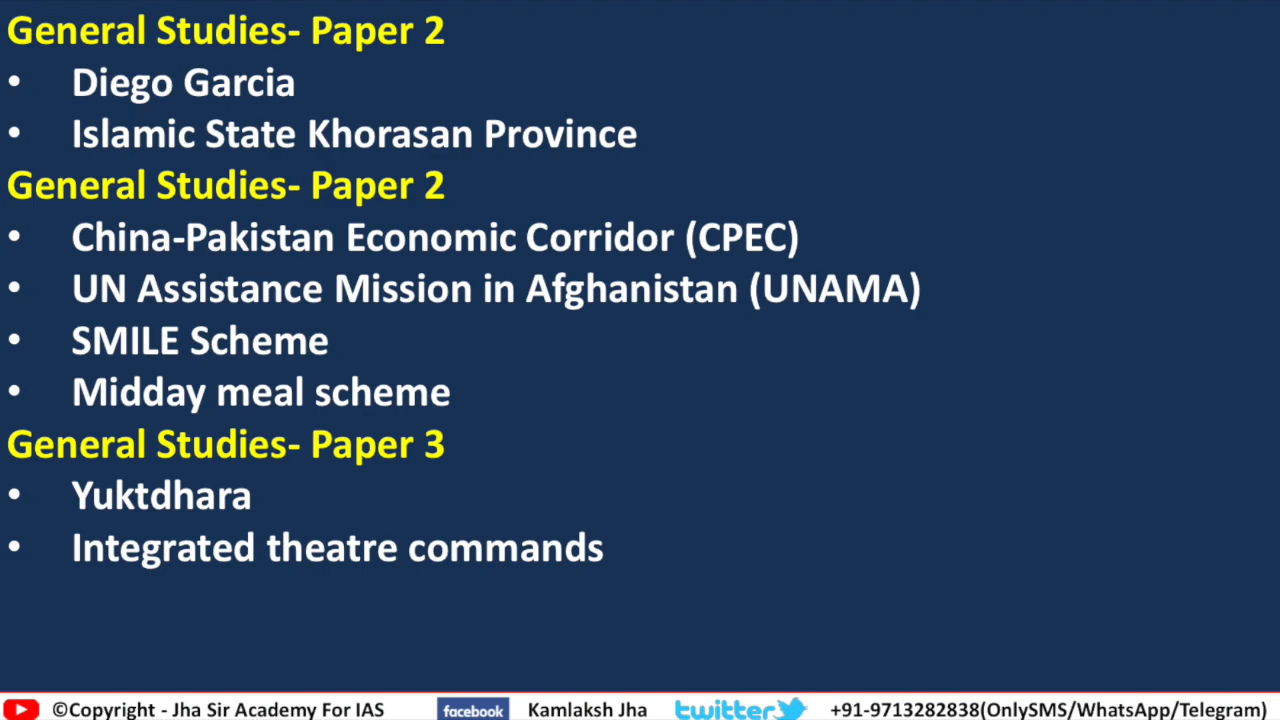 General Studies- Paper 2
• Diego Garcia
• Islamic State Khorasan Province
General Studies- Paper 2
• China-Pakistan Economic Corridor (CPEC)
• UN Assistance Mission in Afghanistan (UNAMA)
• SMILE Scheme
• Midday meal scheme
General Studies- Paper 3
• Yuktdhara
• Integrated theatre commands
©Copyright - Jha Sir Academy For IAS facebook Kamlaksh Jha twitter +91-9713282838(OnlySMS/WhatsApp/Telegram)